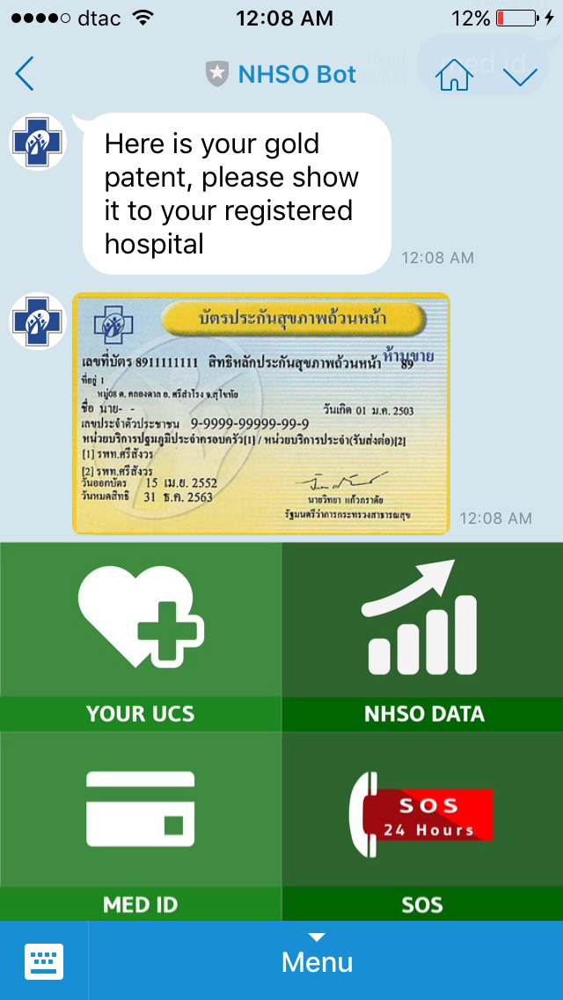 dtac 12:08 AM 12%
NHSO Bot
med id
Here is your gold
patent, please show
it to your registered
hospital
12:08 AM
บัตรประกันสุขภาพถ้วนหน้า
เลขที่บัตร 8911111111 สิทธิหลักประกันสุขภาพถ้วนหน้า 89
ห้ามขาย
ที่อยู่ 1
หมู่08 ต. คลองตาล อ. ศรีสำโรง จ.สุโขทัย
ชื่อ นาย- - วันเกิด 01 ม.ค. 2503
เลขประจำตัวประชาชน 9-9999-99999-99-9
หน่วยบริการปฐมภูมิประจำครอบครัว[1] / หน่วยบริการประจำ(รับส่งต่อ)[2]
[1] รพท.ศรีสังวร
[2] รพท.ศรีสังวร
วันออกบัตร 15 เม.ย. 2552
วันหมดสิทธิ 31 ธ.ค. 2563
นายวิทยา แก้วภราดัย
รัฐมนตรีว่าการกระทรวงสาธารณสุข
12:08 AM
YOUR UCS
NHSO DATA
SOS
24 Hours
MED ID
SOS
Menu